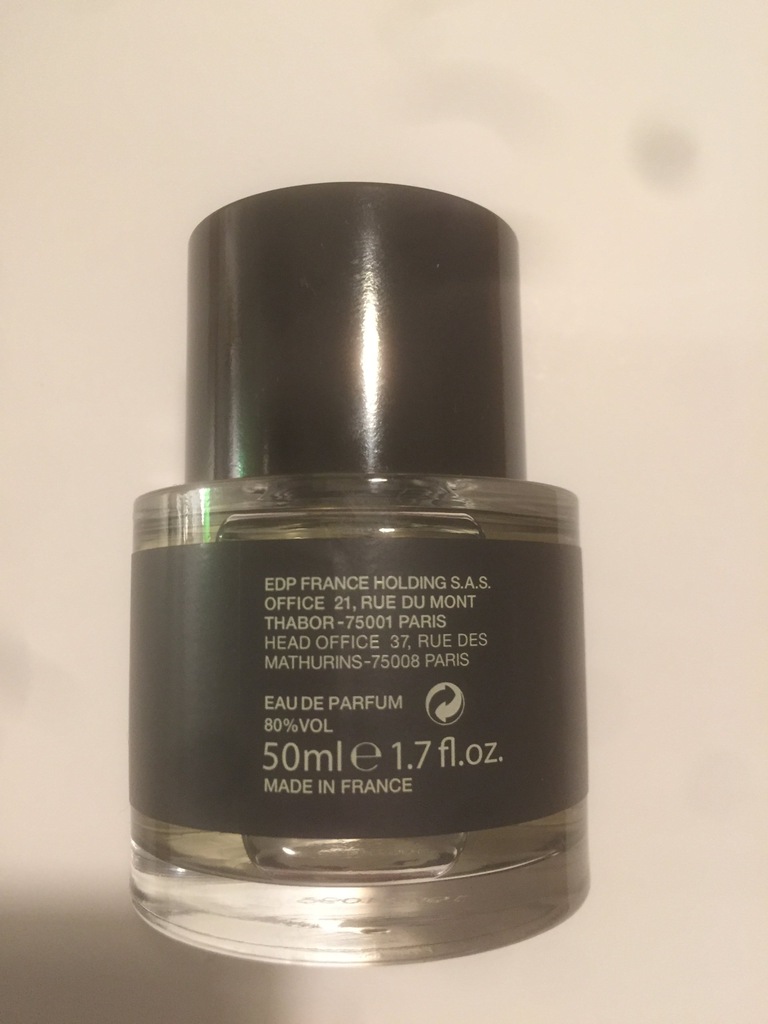 EDP FRANCE HOLDING S.A.S.
OFFICE 21, RUE DU MONT
THABOR-75001 PARIS
HEAD OFFICE 37, RUE DES
MATHURINS-75008 PARIS
EAU DE PARFUM
80%VOL
50ml ℮ 1.7 fl.oz.
MADE IN FRANCE